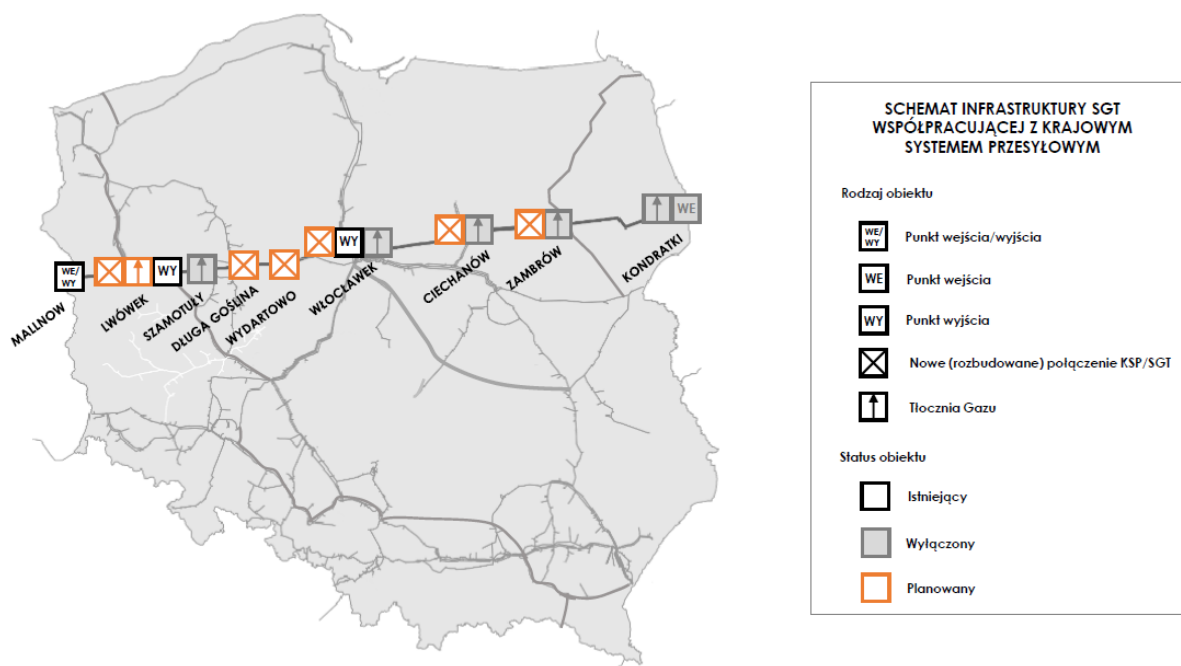 WE/
WY
WY
WY
WE
MALLNOW
LWÓWEK
SZAMOTUŁY
DŁUGA GOŚLINA
WYDARTOWO
WŁOCŁAWEK
CIECHANÓW
ZAMBRÓW
KONDRATKI
SCHEMAT INFRASTRUKTURY SGT
WSPÓŁPRACUJĄCEJ Z KRAJOWYM
SYSTEMEM PRZESYŁOWYM
Rodzaj obiektu
WE/
WY
Punkt wejścia/wyjścia
WE
Punkt wejścia
WY
Punkt wyjścia
Nowe (rozbudowane) połączenie KSP/SGT
Tłocznia Gazu
Status obiektu
Istniejący
Wyłączony
Planowany